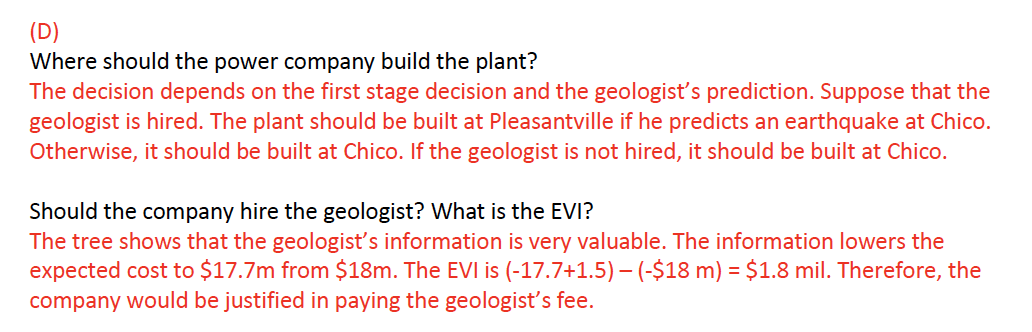 (D)
Where should the power company build the plant?
The decision depends on the first stage decision and the geologist’s prediction. Suppose that the
geologist is hired. The plant should be built at Pleasantville if he predicts an earthquake at Chico.
Otherwise, it should be built at Chico. If the geologist is not hired, it should be built at Chico.
Should the company hire the geologist? What is the EVI?
The tree shows that the geologist’s information is very valuable. The information lowers the
expected cost to $17.7m from $18m. The EVI is (-17.7+1.5) – (-$18 m) = $1.8 mil. Therefore, the
company would be justified in paying the geologist’s fee.